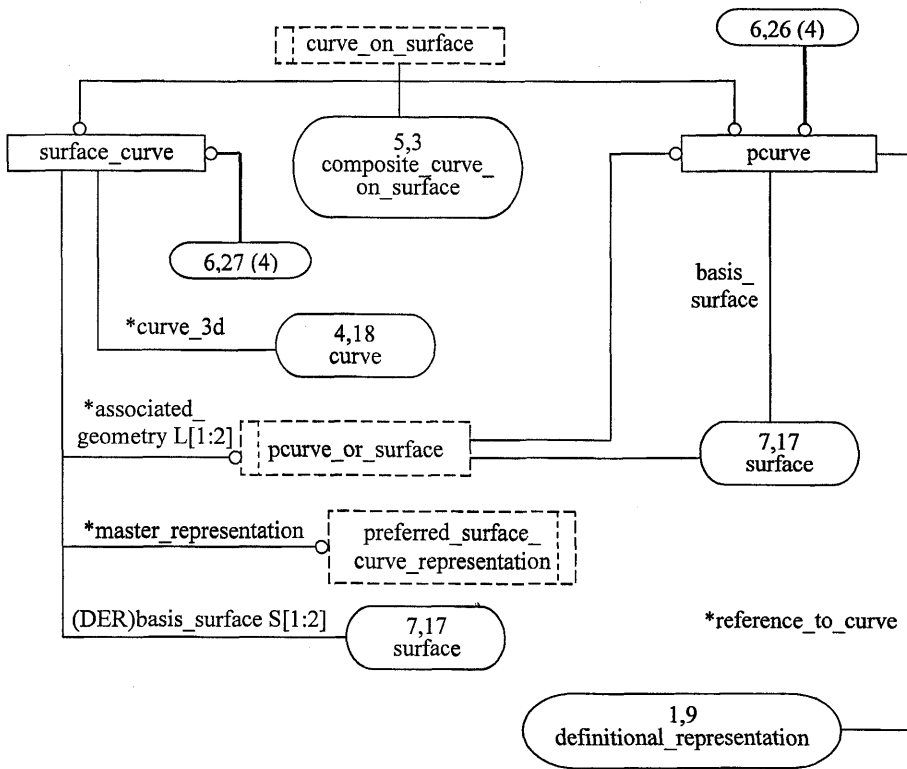 curve_on_surface
6,26 (4)
surface_curve
5,3
composite_curve_
on_surface
pcurve
6,27 (4)
basis_
surface
*curve_3d
4,18
curve
*associated_
geometry L[1:2]
pcurve_or_surface
7,17
surface
*master_representation
preferred_surface_
curve_representation
(DER)basis_surface S[1:2]
7,17
surface
*reference_to_curve
1,9
definitional_representation